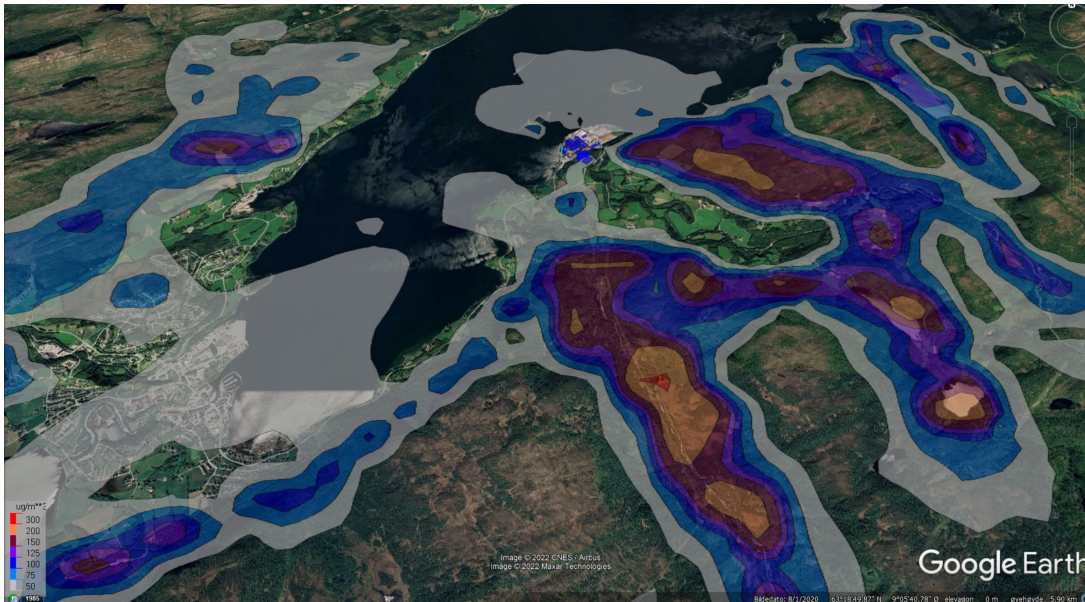 ug/m**3
300
200
150
125
100
75
50
1985
Image © 2022 CNES / Airbus
Image © 2022 Maxar Technologies
Google Earth
Bildedato: 8/1/2020 63°18'49.87" N 9°05'40.78" Ø elevasjon 0 m øyehøyde 5.90 km